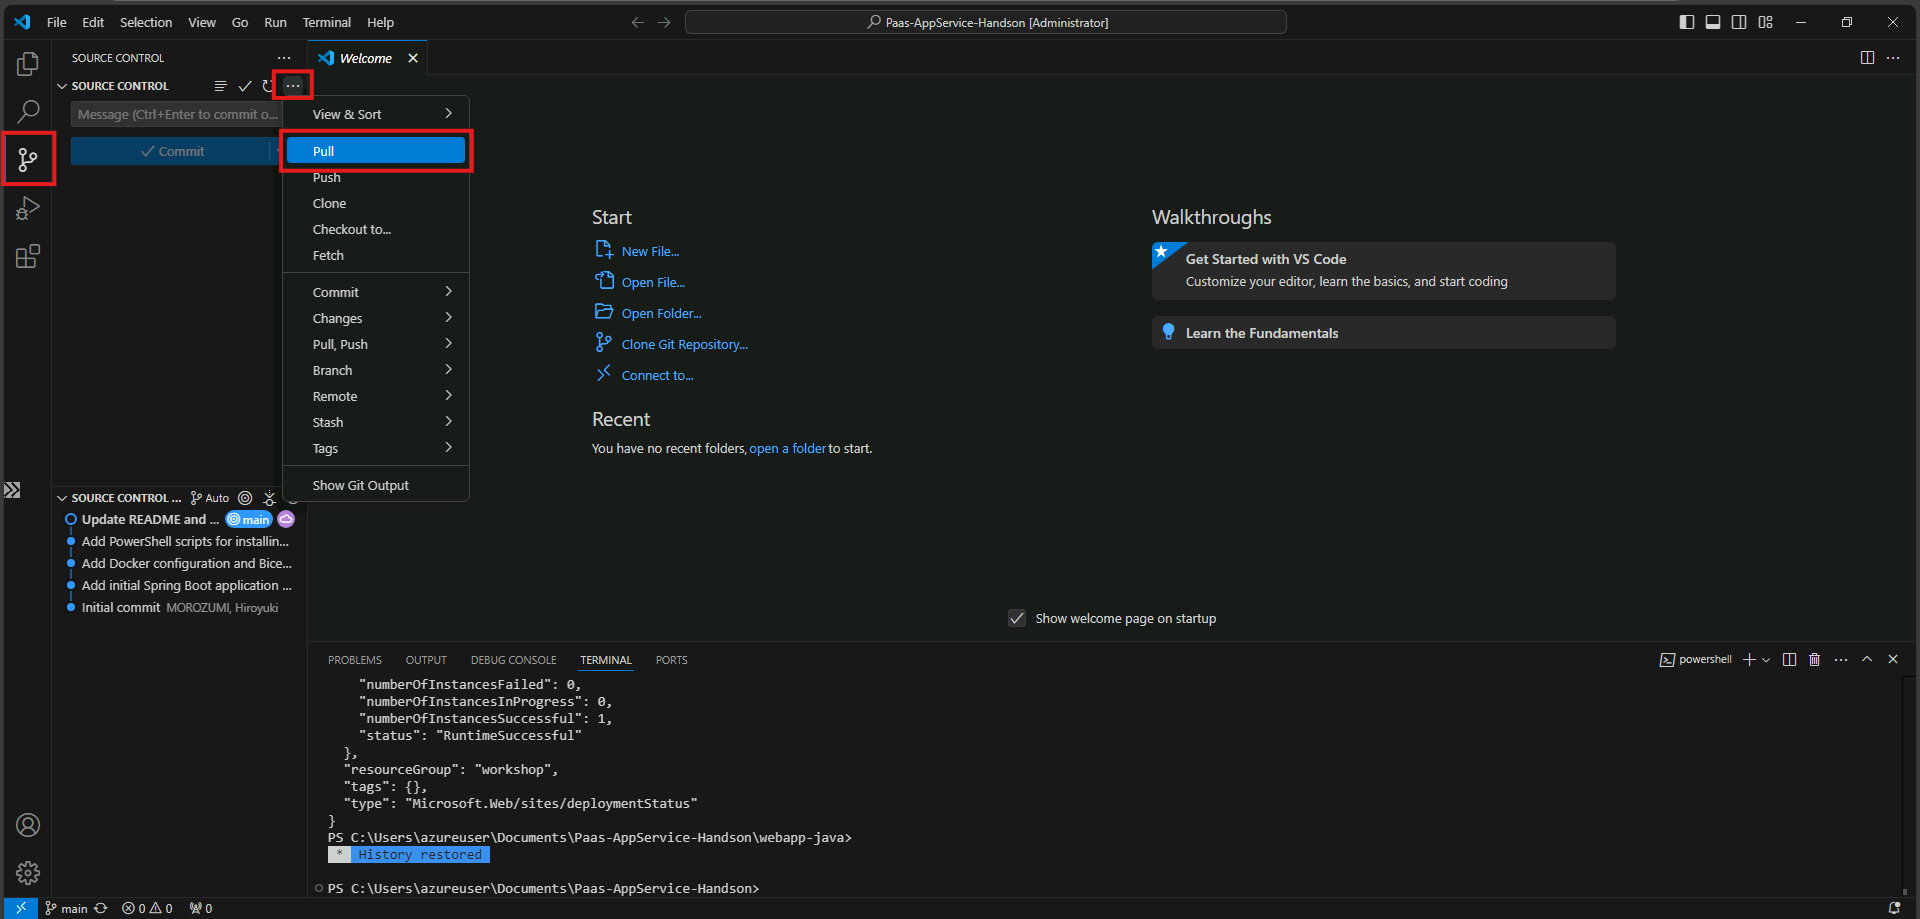 File Edit Selection View Go Run Terminal Help
Paas-AppService-Handson [Administrator]
SOURCE CONTROL
Welcome
SOURCE CONTROL
Message (Ctrl+Enter to commit o...
Commit
View & Sort
Pull
Push
Clone
Checkout to...
Fetch
Commit
Changes
Pull, Push
Branch
Remote
Stash
Tags
Show Git Output
Start
New File...
Open File...
Open Folder...
Clone Git Repository...
Connect to...
Recent
You have no recent folders, open a folder to start.
Walkthroughs
Get Started with VS Code
Customize your editor, learn the basics, and start coding
Learn the Fundamentals
Show welcome page on startup
SOURCE CONTROL ... Auto
Update README and ... main
Add PowerShell scripts for installin...
Add Docker configuration and Bice...
Add initial Spring Boot application ...
Initial commit MOROZUMI, Hiroyuki
PROBLEMS OUTPUT DEBUG CONSOLE TERMINAL PORTS
powershell
"numberOfInstancesFailed": 0,
"numberOfInstancesInProgress": 0,
"numberOfInstancesSuccessful": 1,
"status": "RuntimeSuccessful"
},
"resourceGroup": "workshop",
"tags": {},
"type": "Microsoft.Web/sites/deploymentStatus"
}
PS C:\Users\azureuser\Documents\Paas-AppService-Handson\webapp-java>
* History restored
PS C:\Users\azureuser\Documents\Paas-AppService-Handson>
main 0 0 0